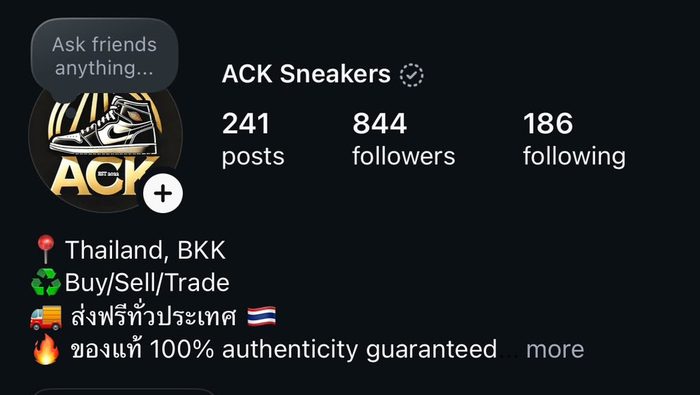 Ask friends
anything...
ACK Sneakers
241 844 186
posts followers following
ACK
EST 2022
📍 Thailand, BKK
♻️ Buy/Sell/Trade
🚚 ส่งฟรีทั่วประเทศ 🇹🇭
🔥 ของแท้ 100% authenticity guaranteed... more